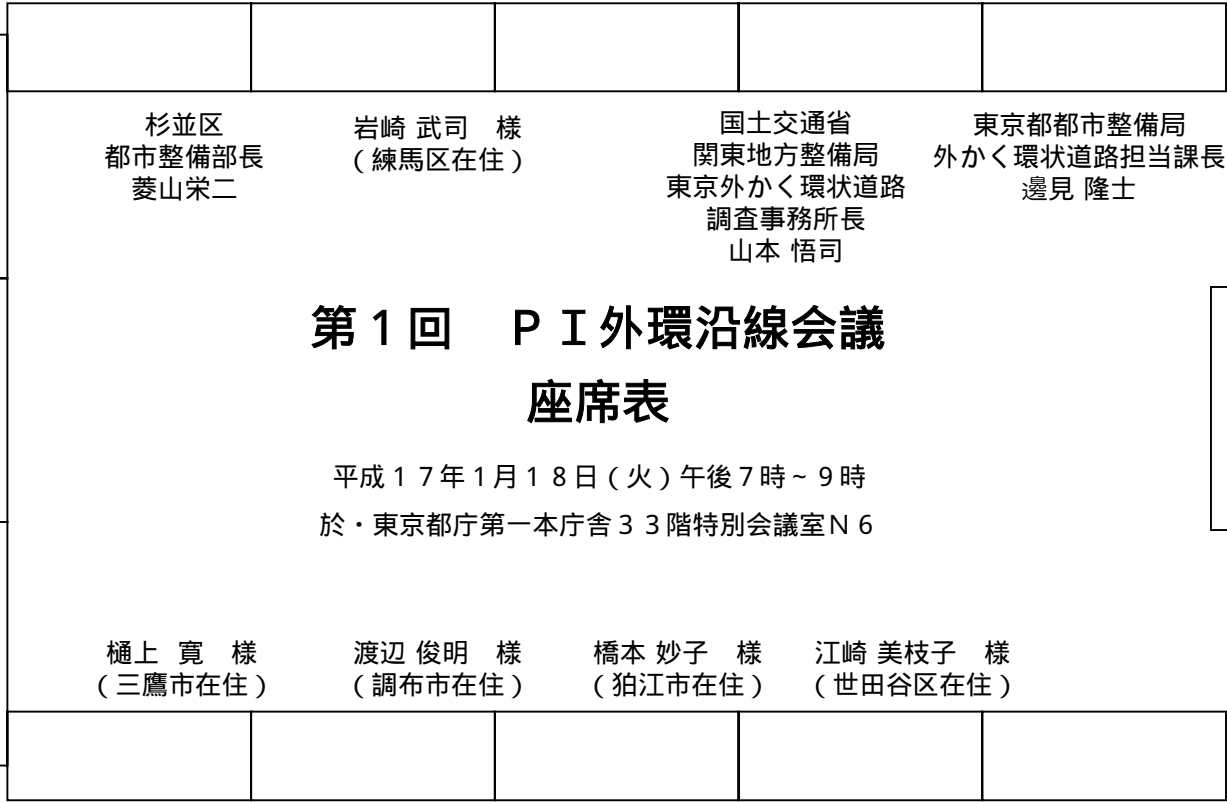 杉並区
都市整備部長
菱山栄二
岩崎 武司　様
（練馬区在住）
国土交通省
関東地方整備局
東京外かく環状道路
調査事務所長
山本 悟司
東京都都市整備局
外かく環状道路担当課長
邊見 隆士
第１回　ＰＩ外環沿線会議
座席表
平成１７年１月１８日（火）午後７時~９時
於・東京都庁第一本庁舎３３階特別会議室Ｎ６
樋上 寛　様
（三鷹市在住）
渡辺 俊明　様
（調布市在住）
橋本 妙子　様
（狛江市在住）
江崎 美枝子　様
（世田谷区在住）